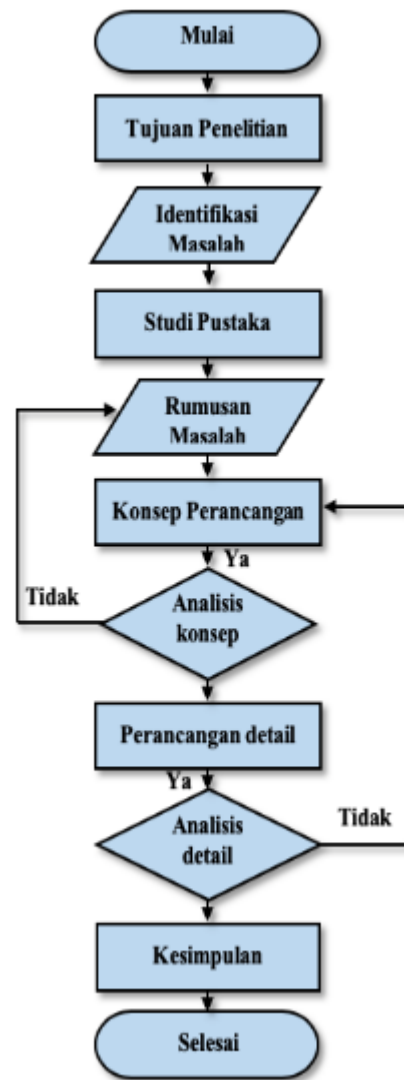 Mulai
Tujuan Penelitian
Identifikasi
Masalah
Studi Pustaka
Rumusan
Masalah
Konsep Perancangan
Ya
Tidak
Analisis
konsep
Perancangan detail
Ya
Analisis
detail
Tidak
Kesimpulan
Selesai